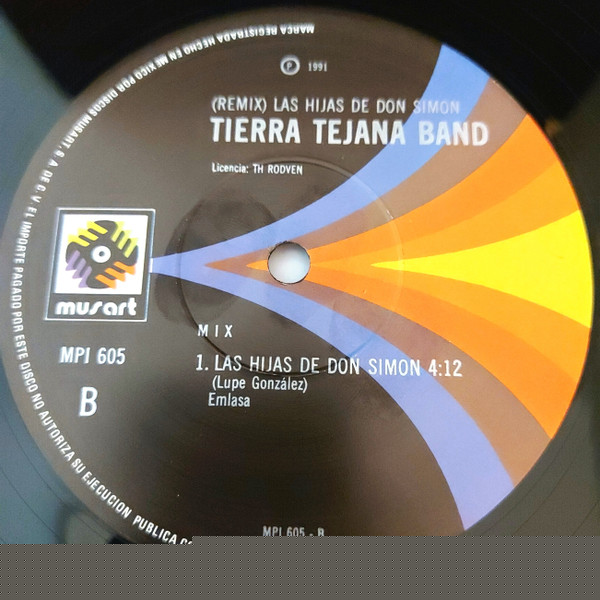 MARCA REGISTRADA HECHO EN MEXICO POR DISCOS MUSART, S. A. DE C. V. EL IMPORTE PAGADO POR ESTE DISCO NO AUTORIZA SU EJECUCION PUBLICA
℗ 1991
(REMIX) LAS HIJAS DE DON SIMON
TIERRA TEJANA BAND
Licencia: TH RODVEN
musart
MPI 605
B
MIX
1. LAS HIJAS DE DON SIMON 4:12
(Lupe González)
Emlasa
MPI 605 - B